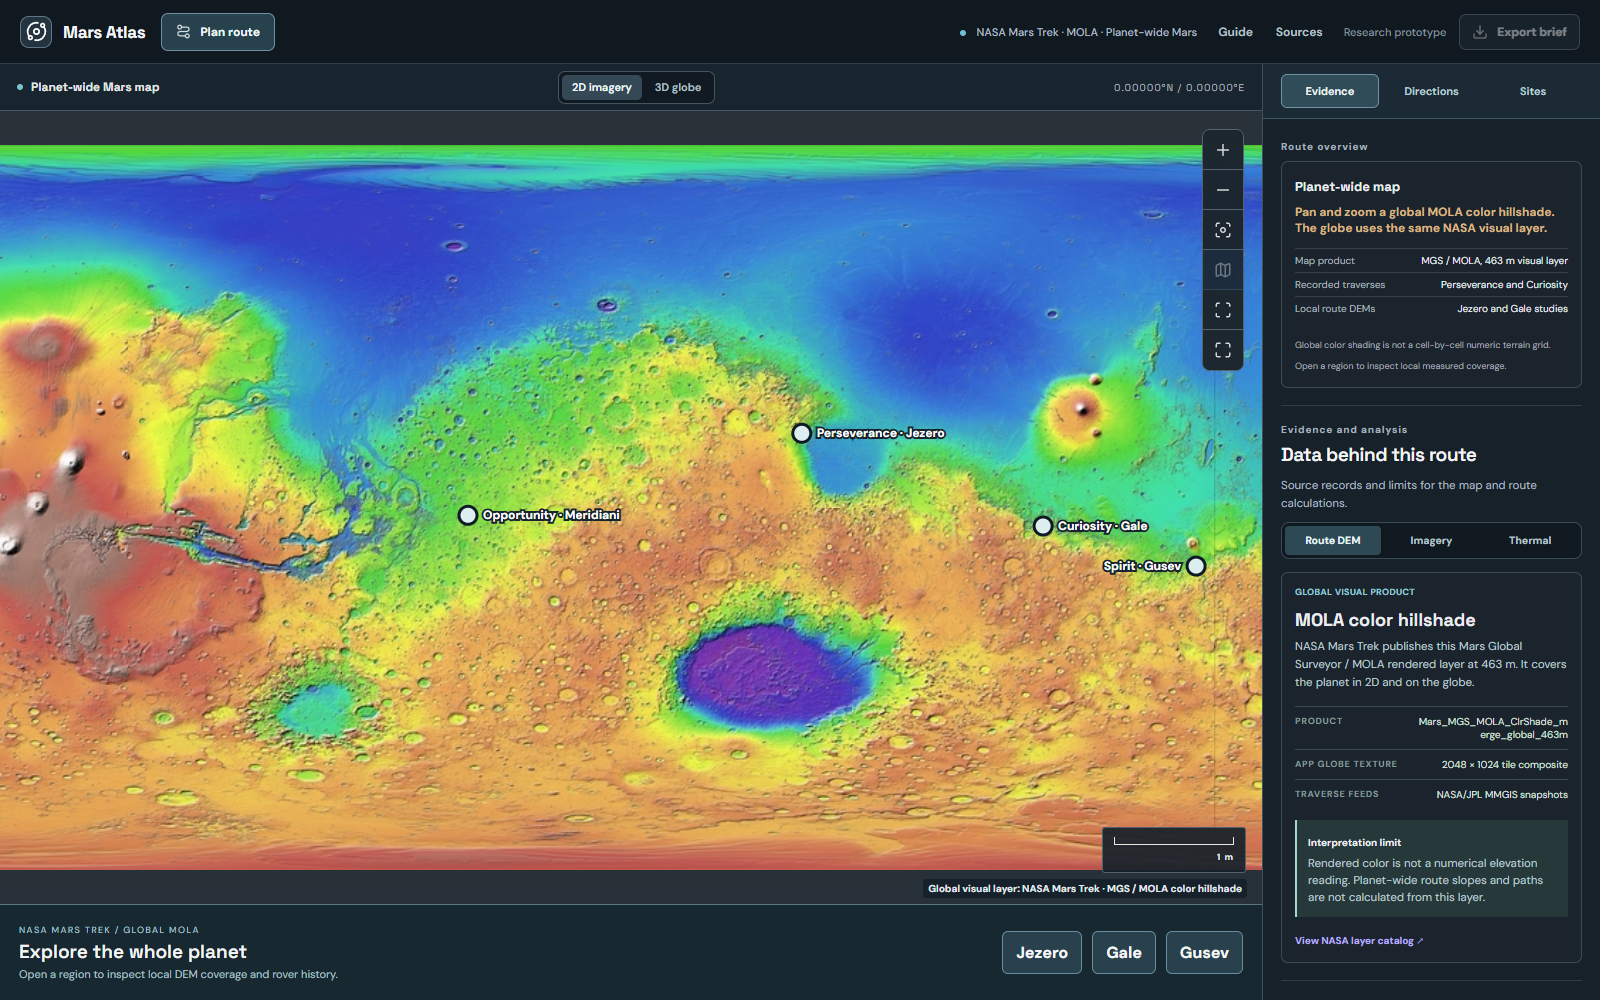 Mars Atlas
Plan route
NASA Mars Trek · MOLA · Planet-wide Mars
Guide
Sources
Research prototype
Export brief
Planet-wide Mars map
2D imagery
3D globe
0.00000°N / 0.00000°E
Perseverance · Jezero
Opportunity · Meridiani
Curiosity · Gale
Spirit · Gusev
1 m
Global visual layer: NASA Mars Trek · MGS / MOLA color hillshade
NASA MARS TREK / GLOBAL MOLA
Explore the whole planet
Open a region to inspect local DEM coverage and rover history.
Jezero
Gale
Gusev
Evidence
Directions
Sites
Route overview
Planet-wide map
Pan and zoom a global MOLA color hillshade.
The globe uses the same NASA visual layer.
Map product MGS / MOLA, 463 m visual layer
Recorded traverses Perseverance and Curiosity
Local route DEMs Jezero and Gale studies
Global color shading is not a cell-by-cell numeric terrain grid.
Open a region to inspect local measured coverage.
Evidence and analysis
Data behind this route
Source records and limits for the map and route
calculations.
Route DEM
Imagery
Thermal
GLOBAL VISUAL PRODUCT
MOLA color hillshade
NASA Mars Trek publishes this Mars Global
Surveyor / MOLA rendered layer at 463 m. It covers
the planet in 2D and on the globe.
PRODUCT Mars_MGS_MOLA_ClrShade_m
erge_global_463m
APP GLOBE TEXTURE 2048 × 1024 tile composite
TRAVERSE FEEDS NASA/JPL MMGIS snapshots
Interpretation limit
Rendered color is not a numerical elevation
reading. Planet-wide route slopes and paths
are not calculated from this layer.
View NASA layer catalog ↗